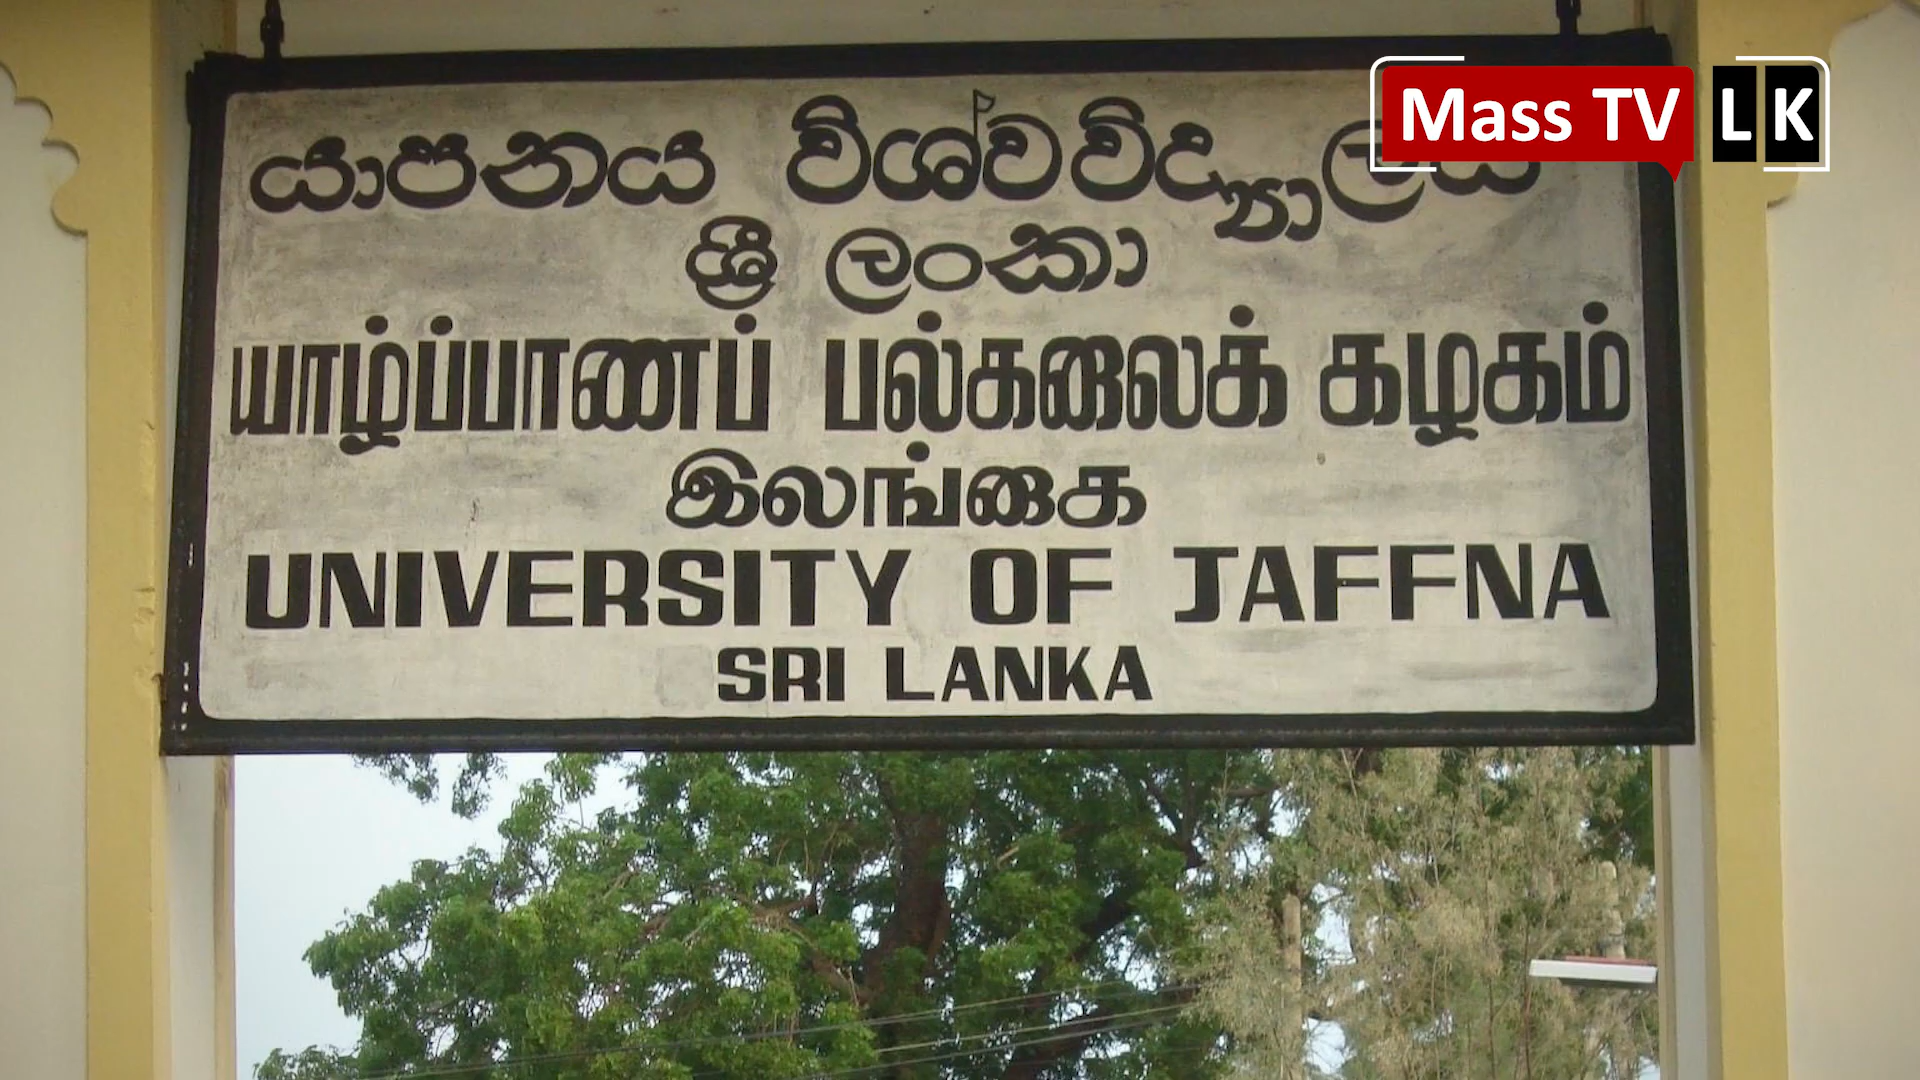 Mass TV LK
යාපනය විශ්වවිද්‍යාලය
ශ්‍රී ලංකා
யாழ்ப்பாணப் பல்கலைக் கழகம்
இலங்கை
UNIVERSITY OF JAFFNA
SRI LANKA